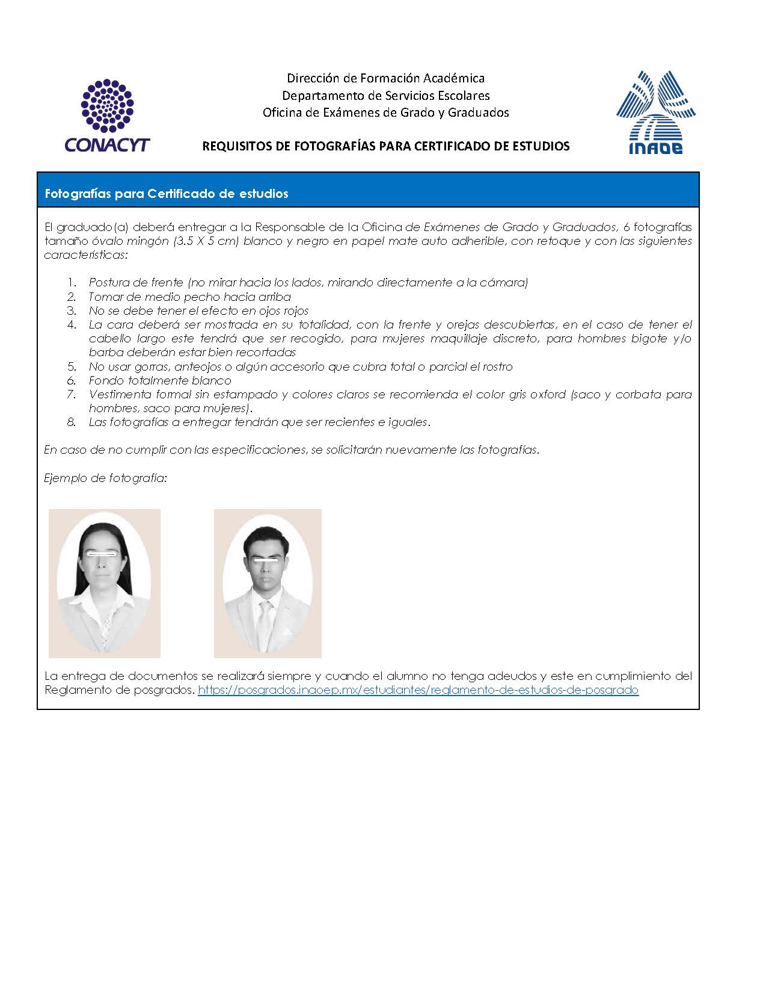 Dirección de Formación Académica
Departamento de Servicios Escolares
Oficina de Exámenes de Grado y Graduados
CONACYT
INAOE
REQUISITOS DE FOTOGRAFÍAS PARA CERTIFICADO DE ESTUDIOS
Fotografías para Certificado de estudios
El graduado(a) deberá entregar a la Responsable de la Oficina de Exámenes de Grado y Graduados, 6 fotografías
tamaño óvalo mingón (3.5 X 5 cm) blanco y negro en papel mate auto adherible, con retoque y con las siguientes
características:
1. Postura de frente (no mirar hacia los lados, mirando directamente a la cámara)
2. Tomar de medio pecho hacia arriba
3. No se debe tener el efecto en ojos rojos
4. La cara deberá ser mostrada en su totalidad, con la frente y orejas descubiertas, en el caso de tener el
cabello largo este tendrá que ser recogido, para mujeres maquillaje discreto, para hombres bigote y/o
barba deberán estar bien recortadas
5. No usar gorras, anteojos o algún accesorio que cubra total o parcial el rostro
6. Fondo totalmente blanco
7. Vestimenta formal sin estampado y colores claros se recomienda el color gris oxford (saco y corbata para
hombres, saco para mujeres).
8. Las fotografías a entregar tendrán que ser recientes e iguales.
En caso de no cumplir con las especificaciones, se solicitarán nuevamente las fotografías.
Ejemplo de fotografía:
La entrega de documentos se realizará siempre y cuando el alumno no tenga adeudos y este en cumplimiento del
Reglamento de posgrados. https://posgrados.inaoep.mx/estudiantes/reglamento-de-estudios-de-posgrado